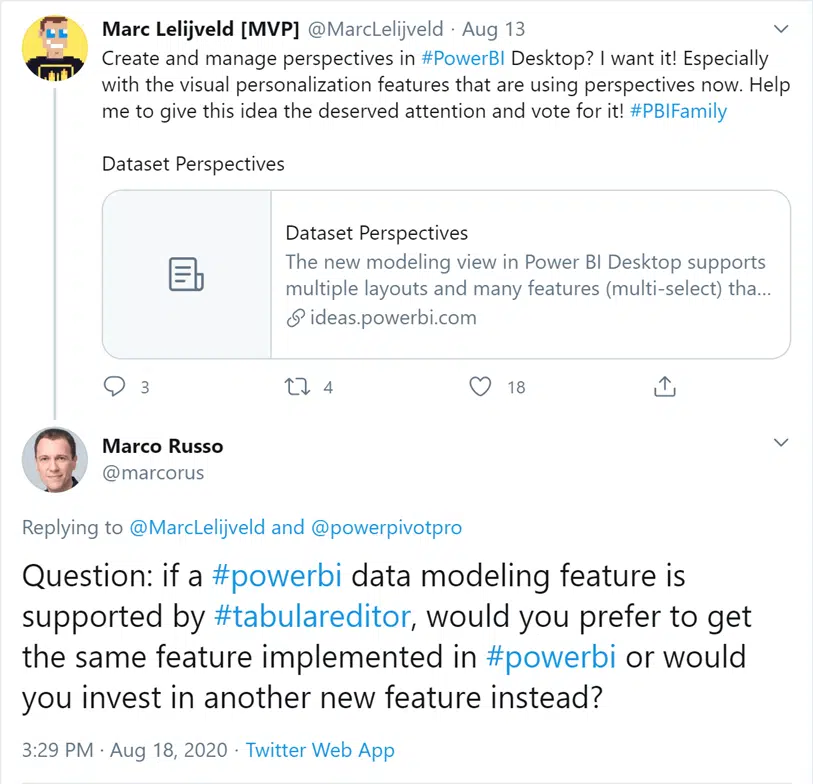 Marc Lelijveld [MVP] @MarcLelijveld · Aug 13
Create and manage perspectives in #PowerBI Desktop? I want it! Especially
with the visual personalization features that are using perspectives now. Help
me to give this idea the deserved attention and vote for it! #PBIFamily
Dataset Perspectives
Dataset Perspectives
The new modeling view in Power BI Desktop supports
multiple layouts and many features (multi-select) tha...
ideas.powerbi.com
3 4 18
Marco Russo
@marcorus
Replying to @MarcLelijveld and @powerpivotpro
Question: if a #powerbi data modeling feature is
supported by #tabulareditor, would you prefer to get
the same feature implemented in #powerbi or would
you invest in another new feature instead?
3:29 PM · Aug 18, 2020 · Twitter Web App